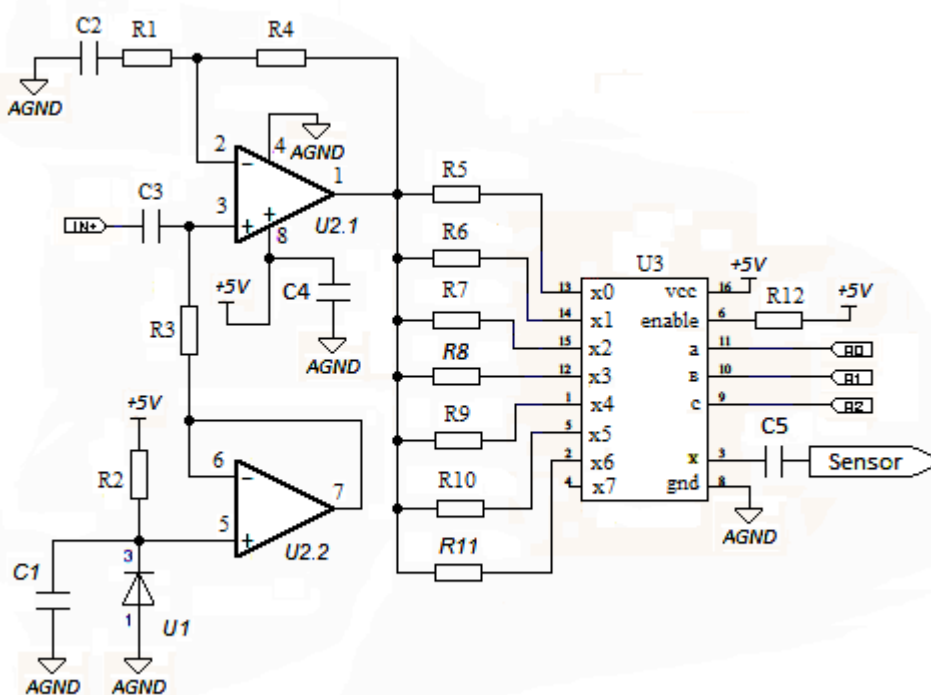 C2 R1 R4
AGND
2 4
AGND
1
C3 3
IN+ 8 U2.1
R5
R6
+5V C4 U3 +5V
R7 13 x0 vcc 16 R12 +5V
R3 14 x1 enable 6
AGND R8 15 x2 a 11 A0
12 x3 в 10 A1
+5V R9 1 x4 c 9 A2
C5
6 5 x5
R2 R10 2 x6 x 3 Sensor
7 4 x7 gnd 8
5
U2.2 R11 AGND
C1 3
1 U1
AGND AGND